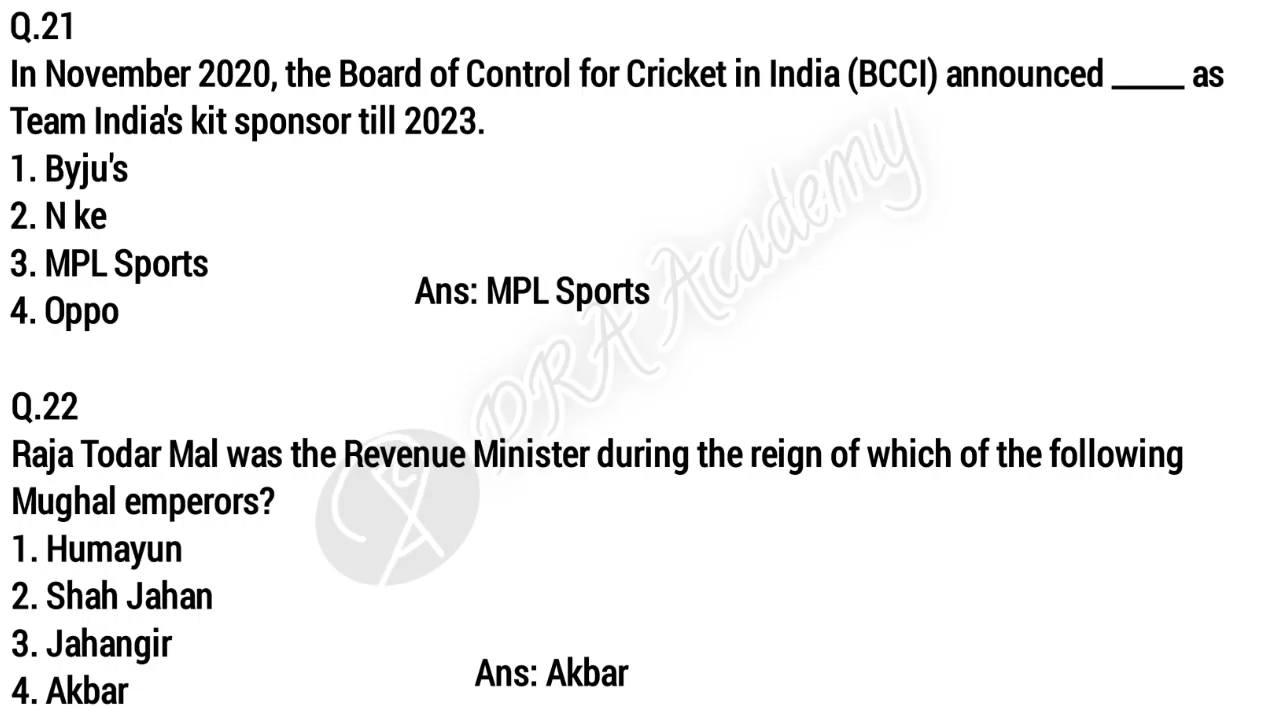 Q.21
In November 2020, the Board of Control for Cricket in India (BCCI) announced _____ as
Team India's kit sponsor till 2023.
1. Byju's
2. N ke
3. MPL Sports
Ans: MPL Sports
4. Oppo
PRA Academy
Q.22
Raja Todar Mal was the Revenue Minister during the reign of which of the following
Mughal emperors?
1. Humayun
2. Shah Jahan
3. Jahangir
Ans: Akbar
4. Akbar